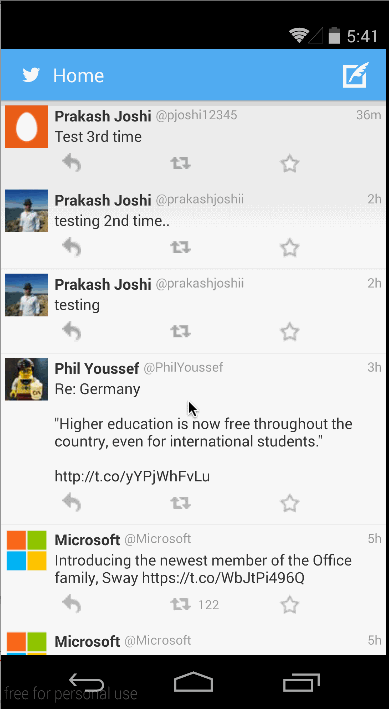 5:41
Home
Prakash Joshi @pjoshi12345 36m
Test 3rd time
Prakash Joshi @prakashjoshii 2h
testing 2nd time..
Prakash Joshi @prakashjoshii 2h
testing
Phil Youssef @PhilYoussef 3h
Re: Germany
"Higher education is now free throughout the
country, even for international students."
http://t.co/yYPjWhFvLu
Microsoft @Microsoft 5h
Introducing the newest member of the Office
family, Sway https://t.co/WbJtPi496Q
122
Microsoft @Microsoft 5h
free for personal use